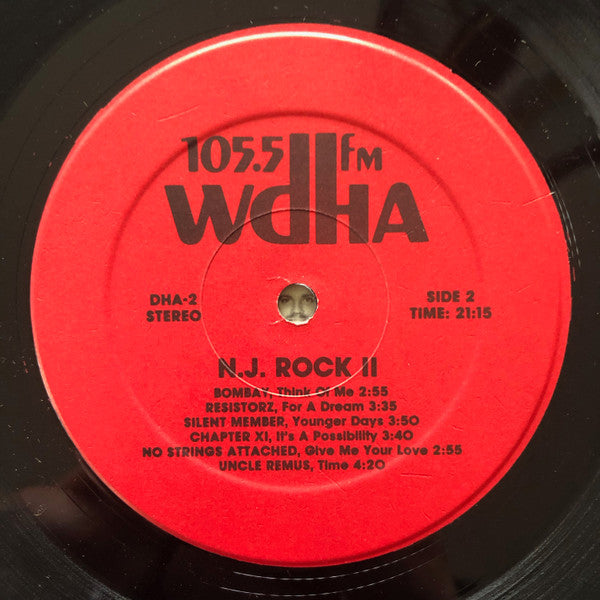 105.5 FM
WDHA
DHA-2
STEREO
SIDE 2
TIME: 21:15
N.J. ROCK II
BOMBAY, Think Of Me 2:55
RESISTORZ, For A Dream 3:35
SILENT MEMBER, Younger Days 3:50
CHAPTER XI, It's A Possibility 3:40
NO STRINGS ATTACHED, Give Me Your Love 2:55
UNCLE REMUS, Time 4:20